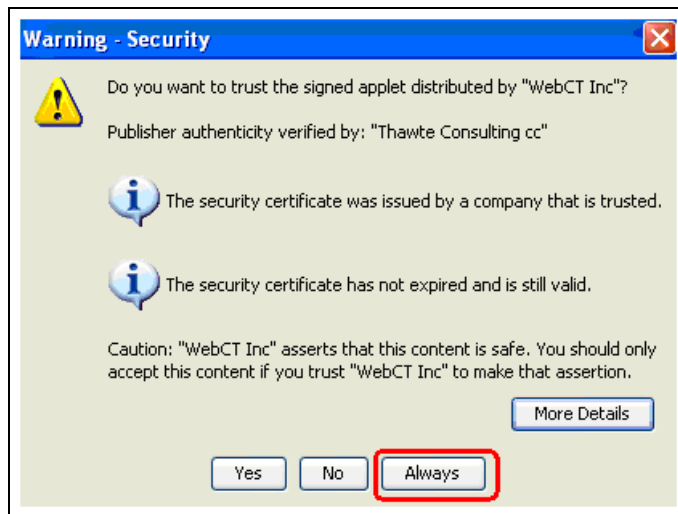 Warning - Security
Do you want to trust the signed applet distributed by "WebCT Inc"?
Publisher authenticity verified by: "Thawte Consulting cc"
The security certificate was issued by a company that is trusted.
The security certificate has not expired and is still valid.
Caution: "WebCT Inc" asserts that this content is safe. You should only
accept this content if you trust "WebCT Inc" to make that assertion.
More Details
Yes No Always